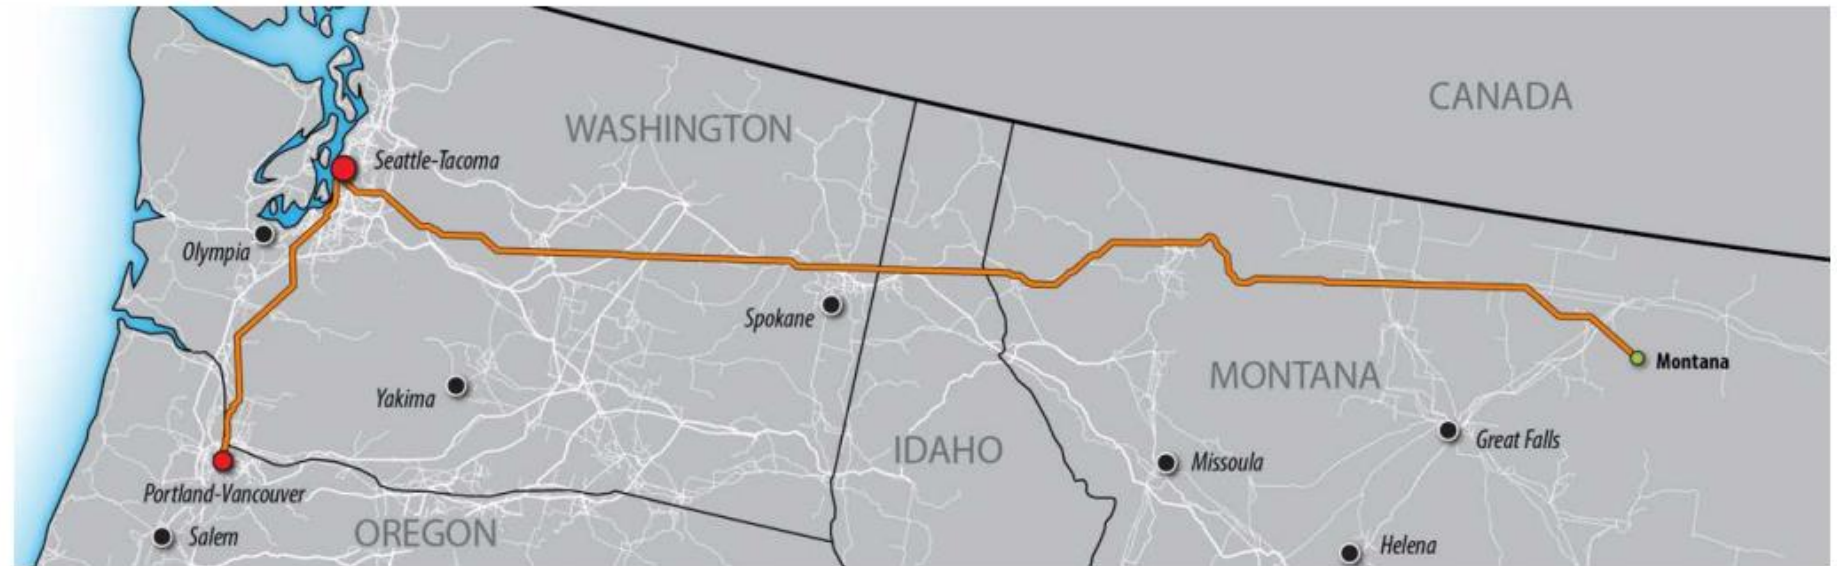 CANADA
WASHINGTON
Seattle-Tacoma
Olympia
Spokane
MONTANA
Montana
Yakima
IDAHO
Great Falls
Missoula
Portland-Vancouver
OREGON
Salem
Helena